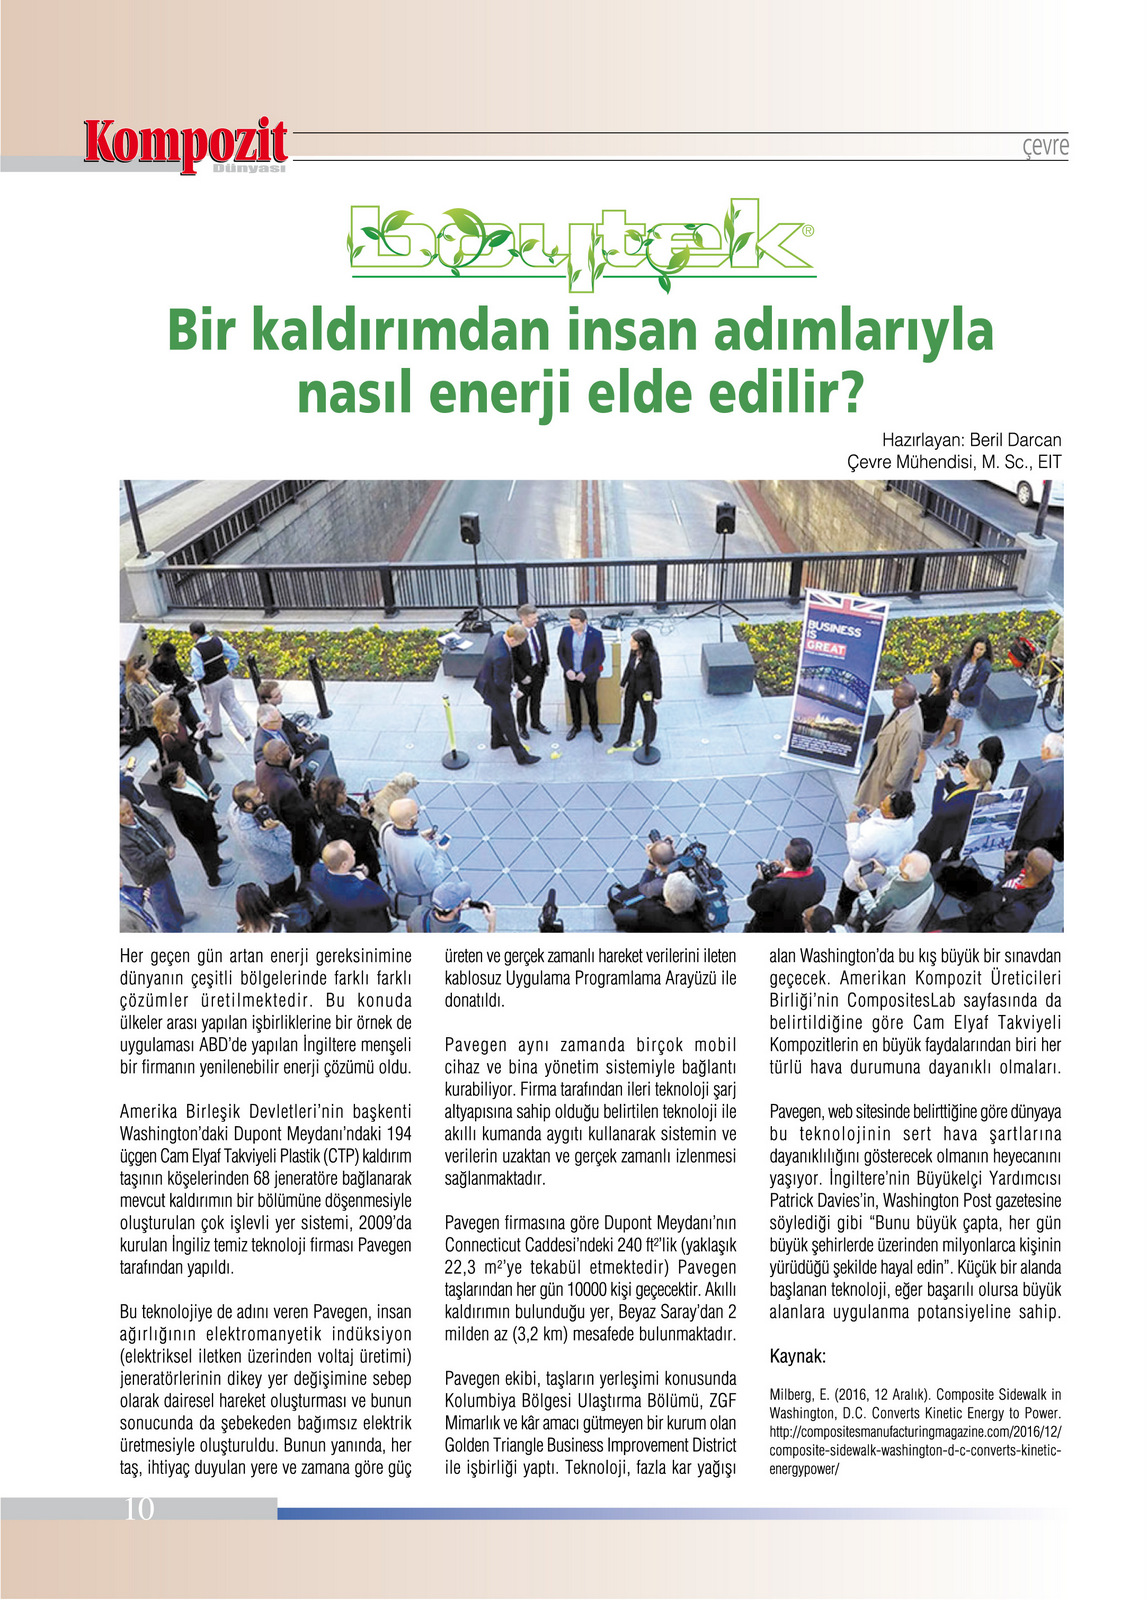 Kompozit
Dünyası
çevre
boytek®
Bir kaldırımdan insan adımlarıyla
nasıl enerji elde edilir?
Hazırlayan: Beril Darcan
Çevre Mühendisi, M. Sc., EIT
BUSINESS
IS
GREAT
Her geçen gün artan enerji gereksinimine
dünyanın çeşitli bölgelerinde farklı farklı
çözümler üretilmektedir. Bu konuda
ülkeler arası yapılan işbirliklerine bir örnek de
uygulaması ABD'de yapılan İngiltere menşeli
bir firmanın yenilenebilir enerji çözümü oldu.
Amerika Birleşik Devletleri'nin başkenti
Washington'daki Dupont Meydanı'ndaki 194
üçgen Cam Elyaf Takviyeli Plastik (CTP) kaldırım
taşının köşelerinden 68 jeneratöre bağlanarak
mevcut kaldırımın bir bölümüne döşenmesiyle
oluşturulan çok işlevli yer sistemi, 2009'da
kurulan İngiliz temiz teknoloji firması Pavegen
tarafından yapıldı.
Bu teknolojiye de adını veren Pavegen, insan
ağırlığının elektromanyetik indüksiyon
(elektriksel iletken üzerinden voltaj üretimi)
jeneratörlerinin dikey yer değişimine sebep
olarak dairesel hareket oluşturması ve bunun
sonucunda da şebekeden bağımsız elektrik
üretmesiyle oluşturuldu. Bunun yanında, her
taş, ihtiyaç duyulan yere ve zamana göre güç
üreten ve gerçek zamanlı hareket verilerini ileten
kablosuz Uygulama Programlama Arayüzü ile
donatıldı.
Pavegen aynı zamanda birçok mobil
cihaz ve bina yönetim sistemiyle bağlantı
kurabiliyor. Firma tarafından ileri teknoloji şarj
altyapısına sahip olduğu belirtilen teknoloji ile
akıllı kumanda aygıtı kullanarak sistemin ve
verilerin uzaktan ve gerçek zamanlı izlenmesi
sağlanmaktadır.
Pavegen firmasına göre Dupont Meydanı'nın
Connecticut Caddesi'ndeki 240 ft²'lik (yaklaşık
22,3 m²'ye tekabül etmektedir) Pavegen
taşlarından her gün 10000 kişi geçecektir. Akıllı
kaldırımın bulunduğu yer, Beyaz Saray'dan 2
milden az (3,2 km) mesafede bulunmaktadır.
Pavegen ekibi, taşların yerleşimi konusunda
Kolumbiya Bölgesi Ulaştırma Bölümü, ZGF
Mimarlık ve kâr amacı gütmeyen bir kurum olan
Golden Triangle Business Improvement District
ile işbirliği yaptı. Teknoloji, fazla kar yağışı
alan Washington'da bu kış büyük bir sınavdan
geçecek. Amerikan Kompozit Üreticileri
Birliği'nin CompositesLab sayfasında da
belirtildiğine göre Cam Elyaf Takviyeli
Kompozitlerin en büyük faydalarından biri her
türlü hava durumuna dayanıklı olmaları.
Pavegen, web sitesinde belirttiğine göre dünyaya
bu teknolojinin sert hava şartlarına
dayanıklılığını gösterecek olmanın heyecanını
yaşıyor. İngiltere'nin Büyükelçi Yardımcısı
Patrick Davies'in, Washington Post gazetesine
söylediği gibi “Bunu büyük çapta, her gün
büyük şehirlerde üzerinden milyonlarca kişinin
yürüdüğü şekilde hayal edin”. Küçük bir alanda
başlanan teknoloji, eğer başarılı olursa büyük
alanlara uygulanma potansiyeline sahip.
Kaynak:
Milberg, E. (2016, 12 Aralık). Composite Sidewalk in
Washington, D.C. Converts Kinetic Energy to Power.
http://compositesmanufacturingmagazine.com/2016/12/
composite-sidewalk-washington-d-c-converts-kinetic-
energypower/
10